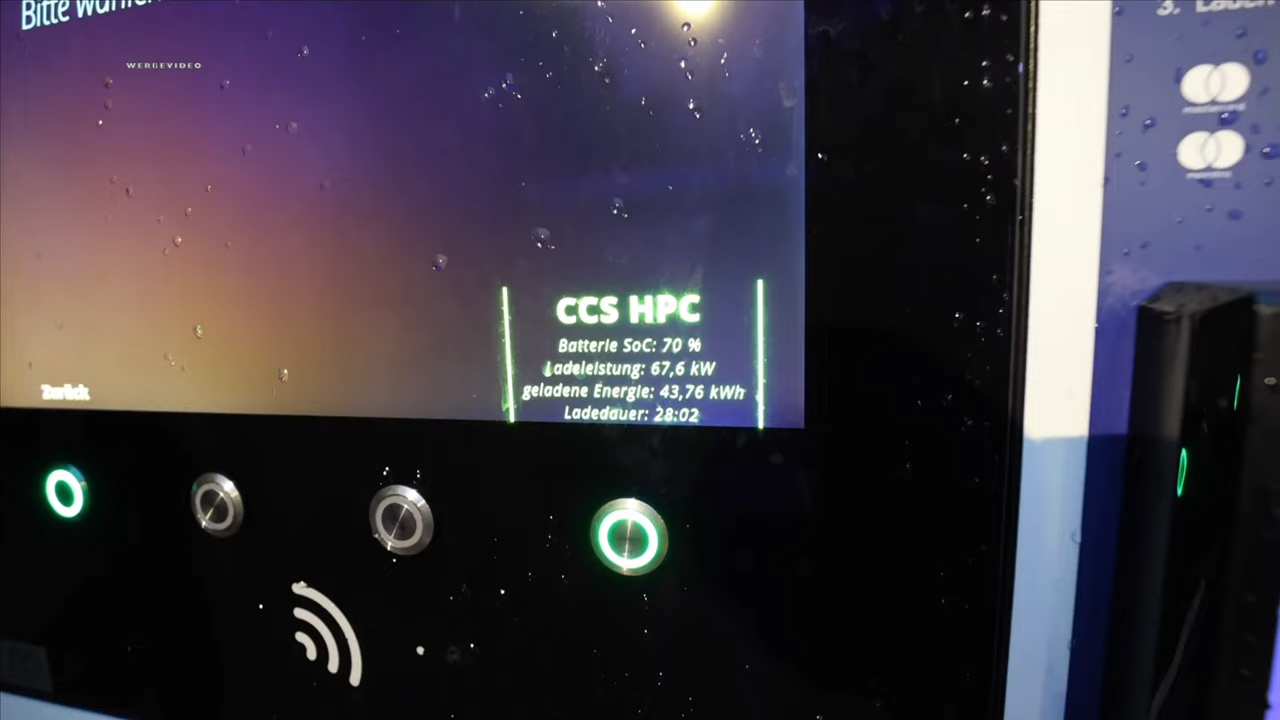 Bitte
3. Laden
WERBEVIDEO
mastercard
maestro
CCS HPC
Batterie SoC: 70 %
Ladeleistung: 67,6 kW
geladene Energie: 43,76 kWh
Ladedauer: 28:02
Zurück